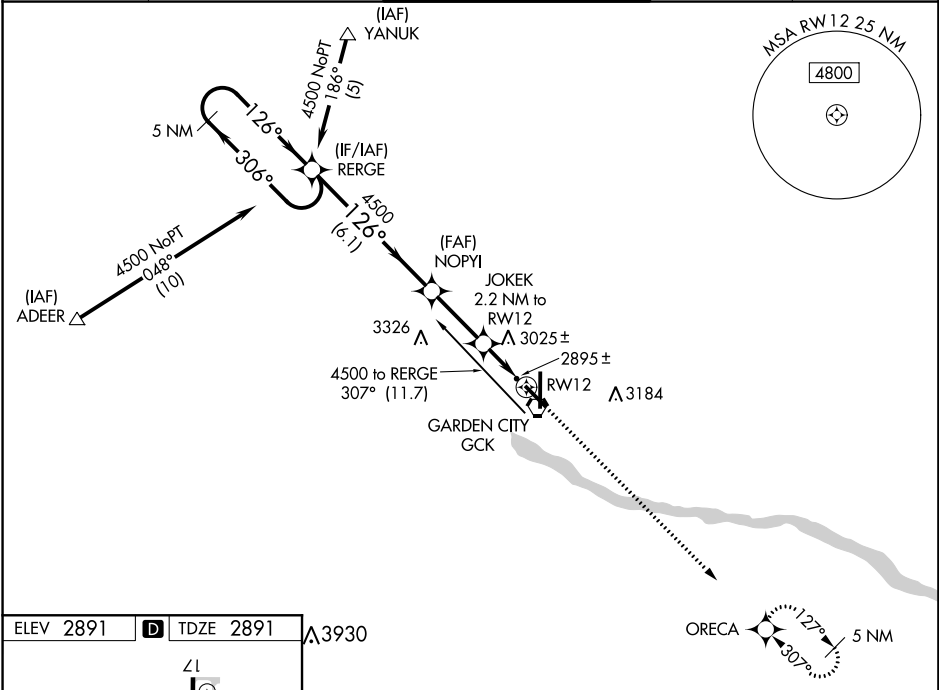 (IAF)
YANUK
4500 NoPT
186°
(5)
MSA RW12 25 NM
4800
5 NM
126°
306°
(IF/IAF)
RERGE
4500
126°
(6.1)
4500 NoPT
048°
(10)
(IAF)
ADEER
(FAF)
NOPYI
JOKEK
2.2 NM to
RW12
3326
3025±
2895±
4500 to RERGE
307° (11.7)
RW12
3184
GARDEN CITY
GCK
ELEV 2891 D TDZE 2891
3930
17
ORECA
127°
307°
5 NM